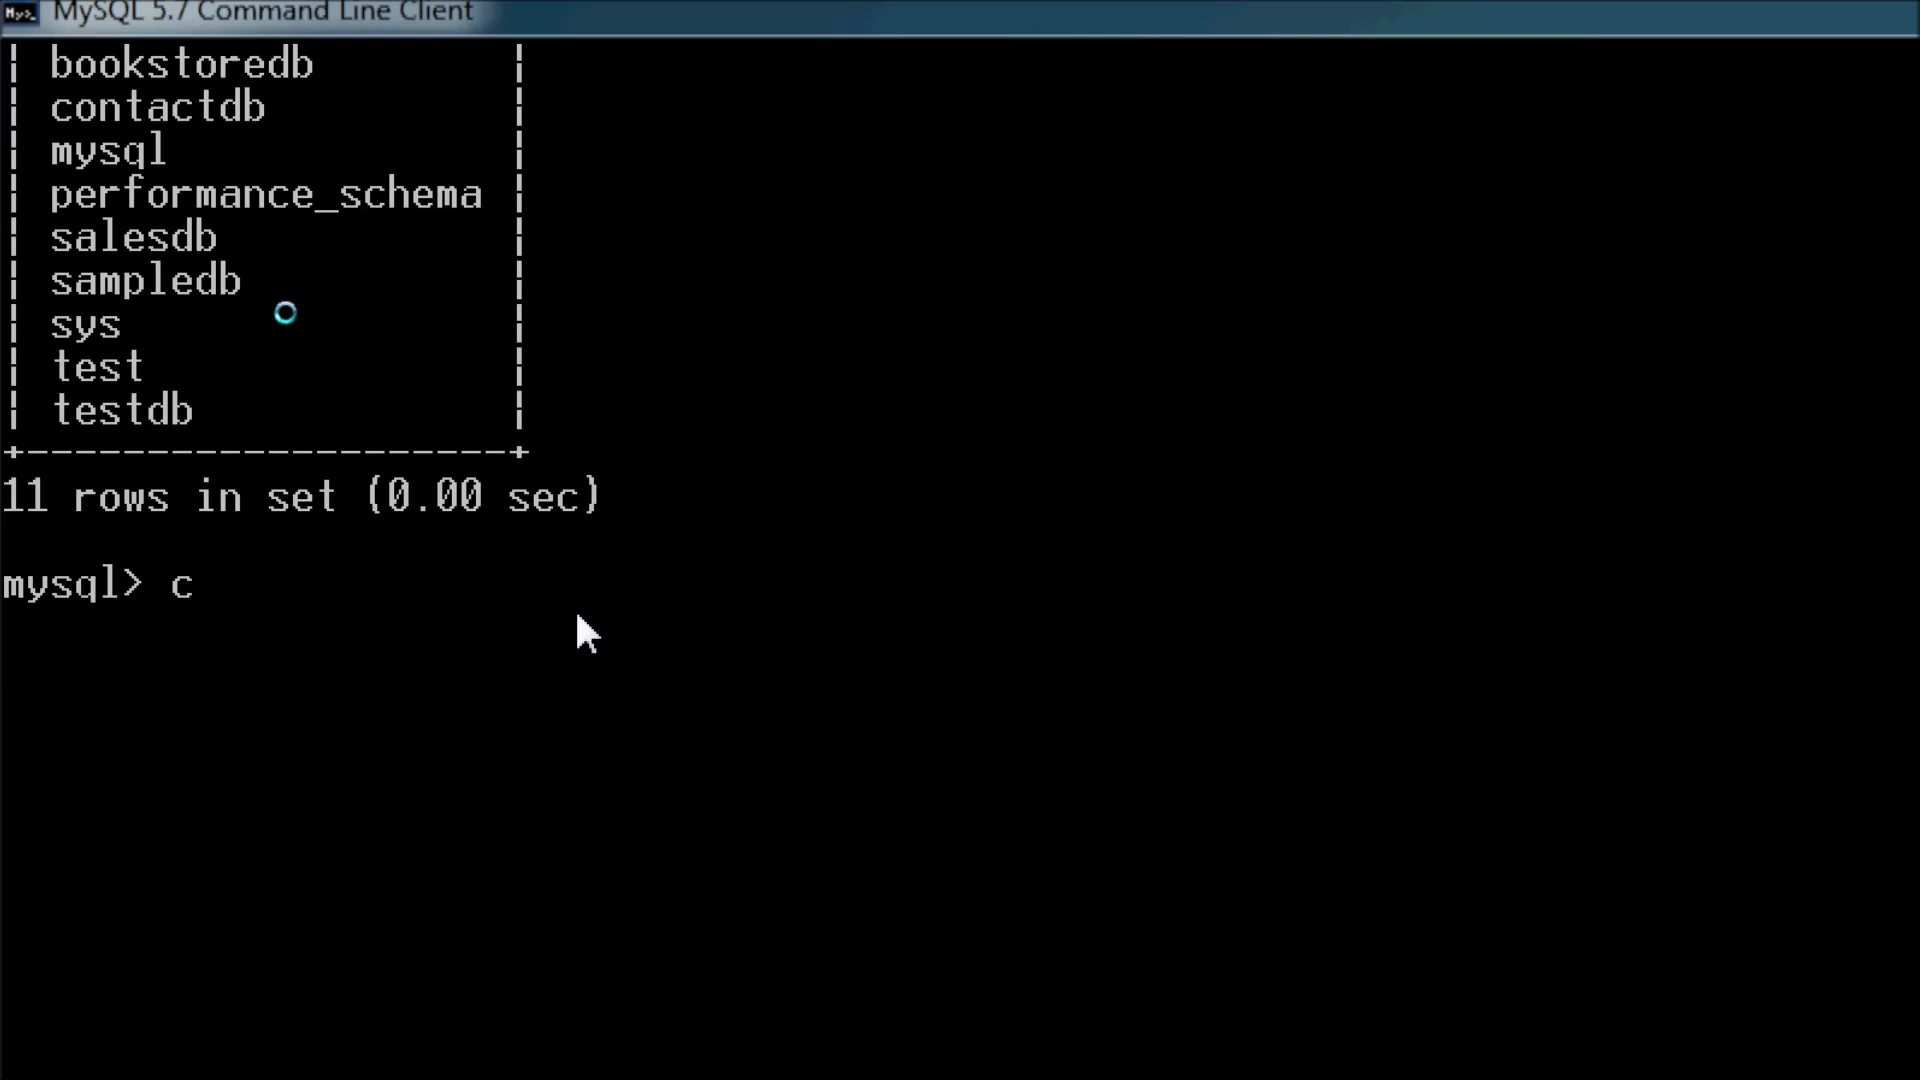 MySQL 5.7 Command Line Client
| bookstoredb |
| contactdb |
| mysql |
| performance_schema |
| salesdb |
| sampledb |
| sys |
| test |
| testdb |
+--------------------+
11 rows in set (0.00 sec)
mysql> c